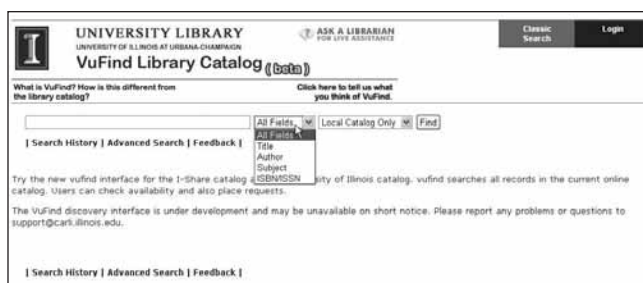 I
UNIVERSITY LIBRARY
UNIVERSITY OF ILLINOIS AT URBANA-CHAMPAIGN
VuFind Library Catalog (beta)
? ASK A LIBRARIAN
FOR LIVE ASSISTANCE
Classic Search
Login
What is VuFind? How is this different from
the library catalog?
Click here to tell us what
you think of VuFind.
All Fields Local Catalog Only Find
All Fields
Title
Author
Subject
ISBN/ISSN
| Search History | Advanced Search | Feedback |
Try the new vufind interface for the I-Share catalog a ity of Illinois catalog. vufind searches all records in the current online
catalog. Users can check availability and also place requests.
The VuFind discovery interface is under development and may be unavailable on short notice. Please report any problems or questions to
support@carli.illinois.edu.
| Search History | Advanced Search | Feedback |